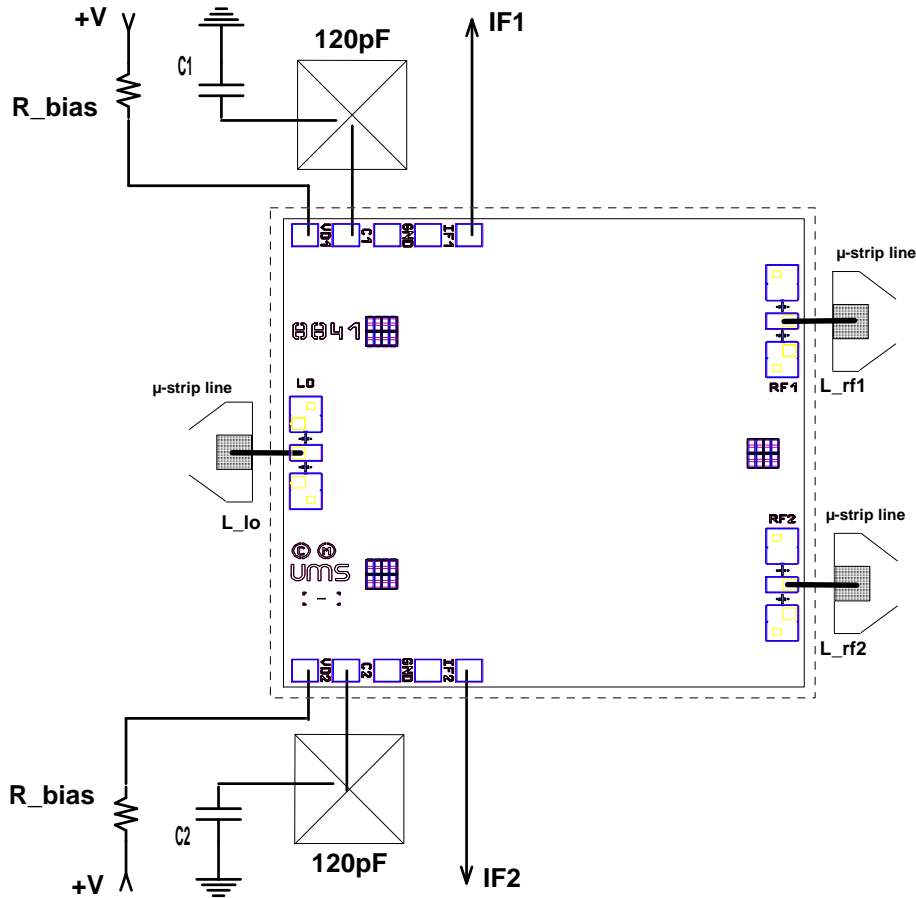 +V
IF1
120pF
C1
R_bias
VD1
C1
GND
IF1
µ-strip line
8841
RF1
L_rf1
LO
µ-strip line
L_lo
RF2
µ-strip line
© M
UMS
-
L_rf2
VD2
C2
GND
IF2
R_bias
C2
120pF
+V
IF2